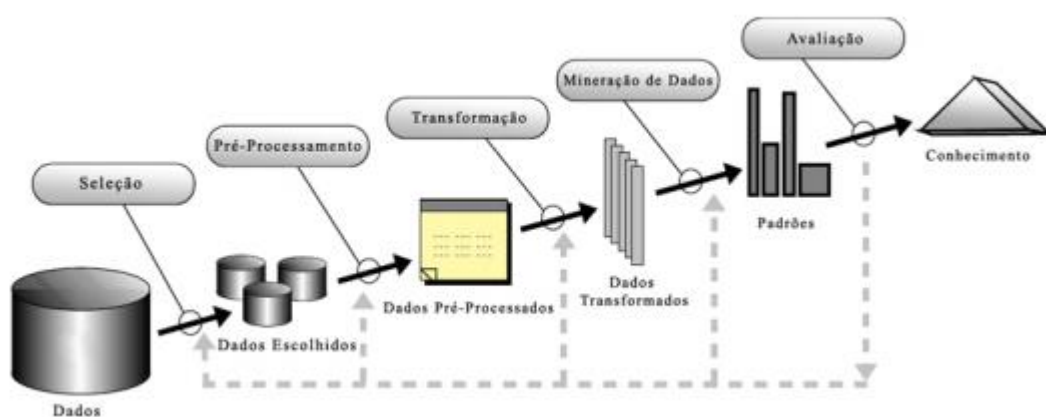 Avaliação
Mineração de Dados
Transformação
Pré-Processamento
Seleção
Conhecimento
Padrões
Dados
Transformados
Dados Pré-Processados
Dados Escolhidos
Dados